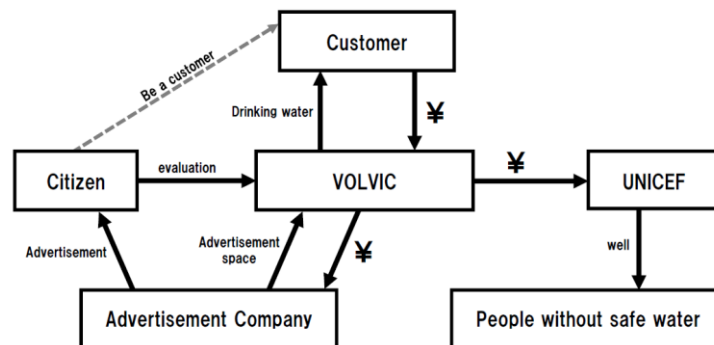 Customer
Be a customer
Drinking water
¥
Citizen
evaluation
VOLVIC
¥
UNICEF
Advertisement
Advertisement
space
¥
well
Advertisement Company
People without safe water